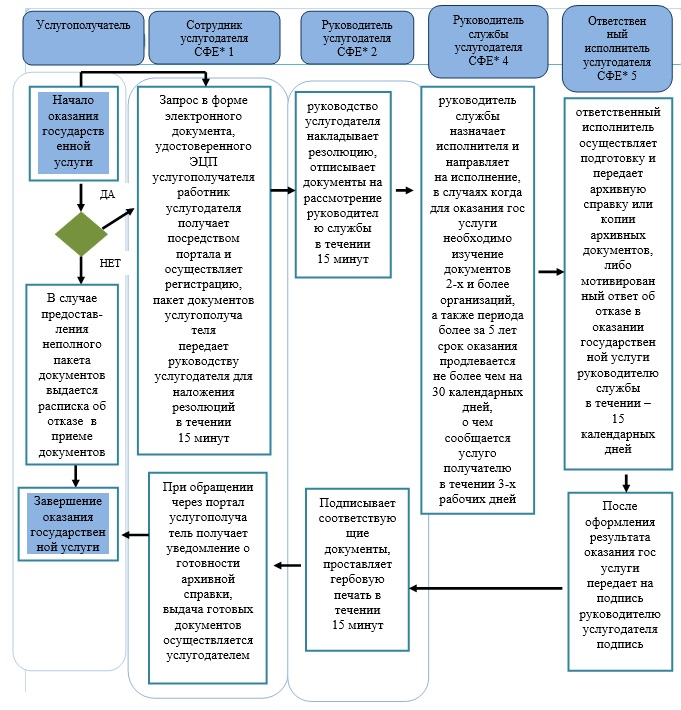 Услугополучатель
Сотрудник
услугодателя
СФЕ* 1
Руководитель
услугодателя
СФЕ* 2
Руководитель
службы
услугодателя
СФЕ* 4
Ответствен
ный
исполнитель
услугодателя
СФЕ* 5
Начало
оказания
государств
енной
услуги
ДА
НЕТ
В случае
предостав-
ления
неполного
пакета
документов
выдается
расписка об
отказе в
приеме
документов
Завершение
оказания
государствен
ной услуги
Запрос в форме
электронного
документа,
удостоверенного
ЭЦП
услугополучателя
работник
услугодателя
получает
посредством
портала и
осуществляет
регистрацию,
пакет документов
услугополуча
теля
передает
руководству
услугодателя для
наложения
резолюций
в течении
15 минут
руководство
услугодателя
накладывает
резолюцию,
отписывает
документы на
рассмотрение
руководител
ю службы
в течении
15 минут
руководитель
службы
назначает
исполнителя и
направляет
на исполнение,
в случаях когда
для оказания гос
услуги
необходимо
изучение
документов
2-х и более
организаций,
а также периода
более за 5 лет
срок оказания
продлевается
не более чем на
30 календарных
дней,
о чем
сообщается
услуго
получателю
в течении 3-х
рабочих дней
ответственный
исполнитель
осуществляет
подготовку и
передает
архивную
справку или
копии
архивных
документов,
либо
мотивирован
ный ответ об
отказе в
оказании
государствен
ной услуги
руководителю
службы
в течении –
15
календарных
дней
После
оформления
результата
оказания гос
услуги
передает на
подпись
руководителю
услугодателя
подпись
Подписывает
соответствую
щие
документы,
проставляет
гербовую
печать в
течении
15 минут
При обращении
через портал
услугополуча
тель получает
уведомление о
готовности
архивной
справки,
выдача готовых
документов
осуществляется
услугодателем